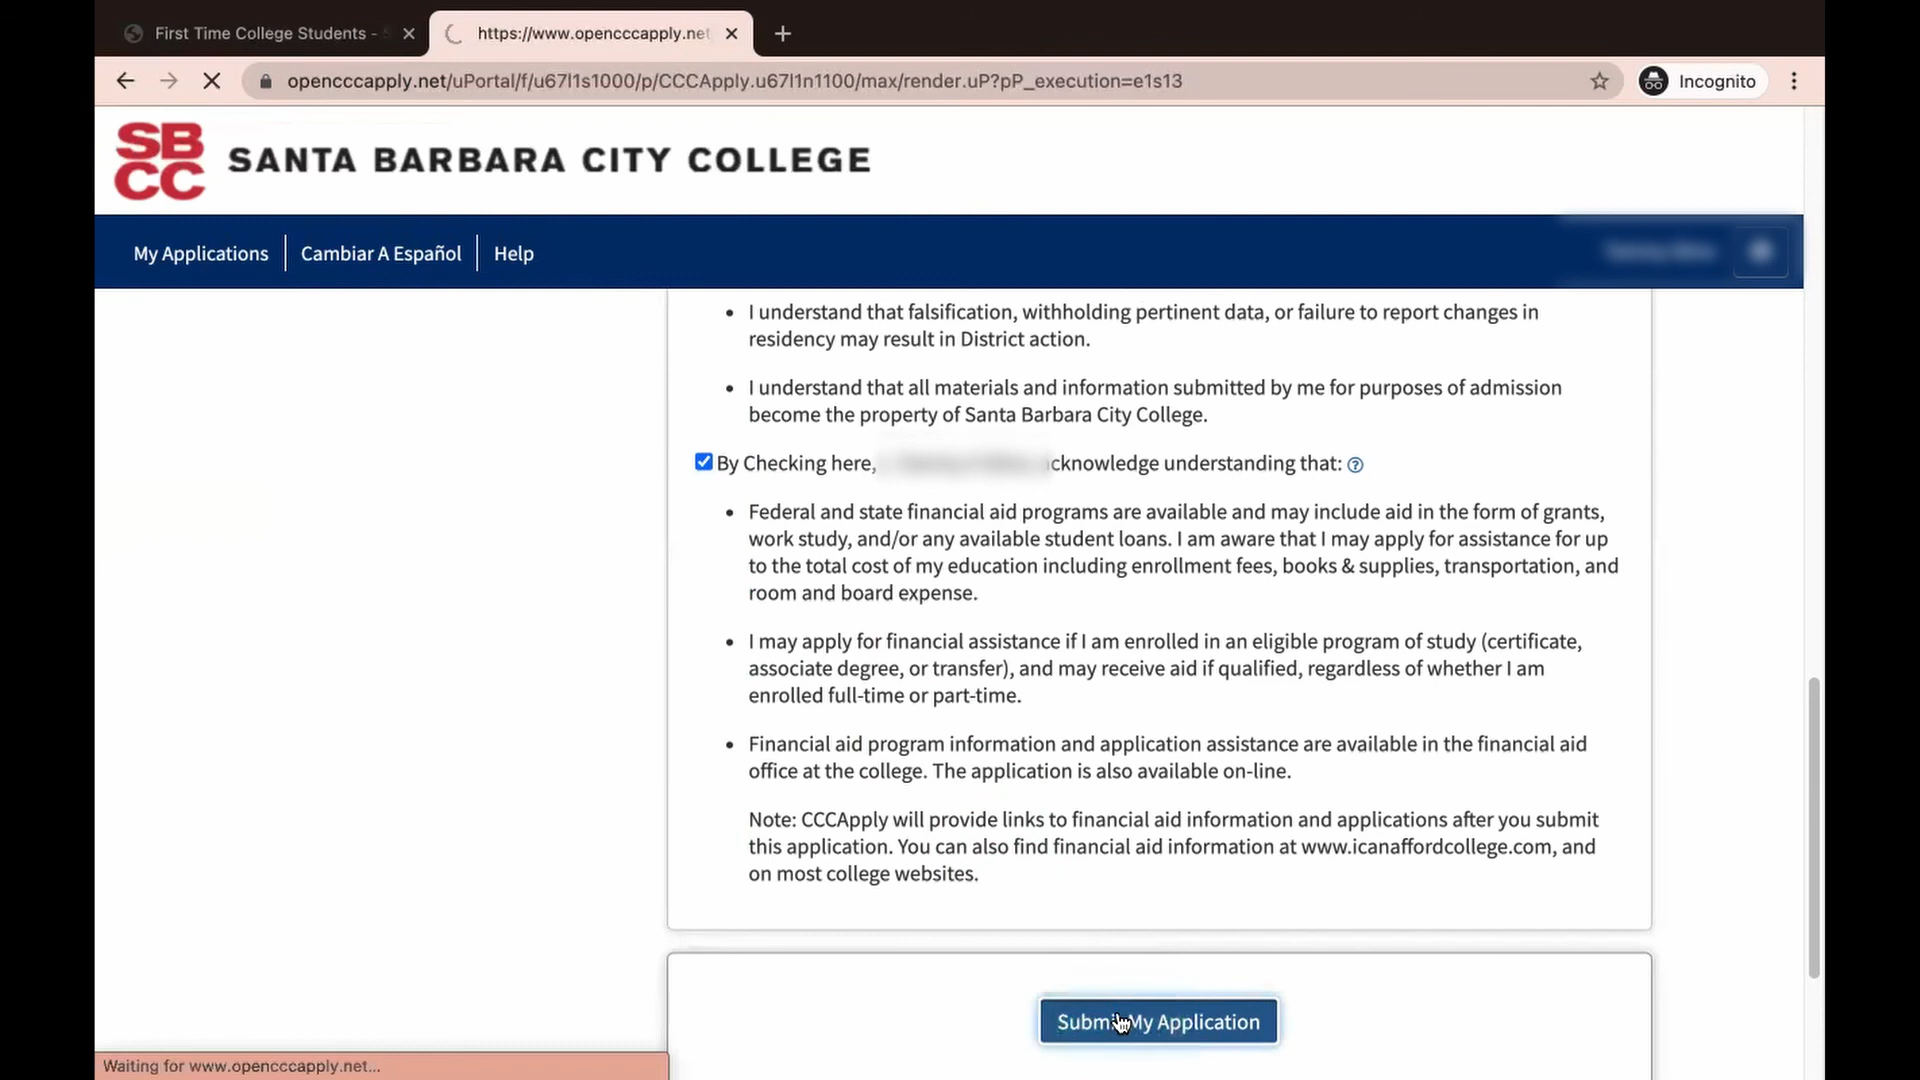 First Time College Students -
https://www.opencccapply.net
opencccapply.net/uPortal/f/u67l1s1000/p/CCCApply.u67l1n1100/max/render.uP?pP_execution=e1s13
Incognito
SB
CC
SANTA BARBARA CITY COLLEGE
My Applications
Cambiar A Español
Help
• I understand that falsification, withholding pertinent data, or failure to report changes in
residency may result in District action.
• I understand that all materials and information submitted by me for purposes of admission
become the property of Santa Barbara City College.
By Checking here, cknowledge understanding that:
• Federal and state financial aid programs are available and may include aid in the form of grants,
work study, and/or any available student loans. I am aware that I may apply for assistance for up
to the total cost of my education including enrollment fees, books & supplies, transportation, and
room and board expense.
• I may apply for financial assistance if I am enrolled in an eligible program of study (certificate,
associate degree, or transfer), and may receive aid if qualified, regardless of whether I am
enrolled full-time or part-time.
• Financial aid program information and application assistance are available in the financial aid
office at the college. The application is also available on-line.
Note: CCCApply will provide links to financial aid information and applications after you submit
this application. You can also find financial aid information at www.icanaffordcollege.com, and
on most college websites.
Submit My Application
Waiting for www.opencccapply.net...